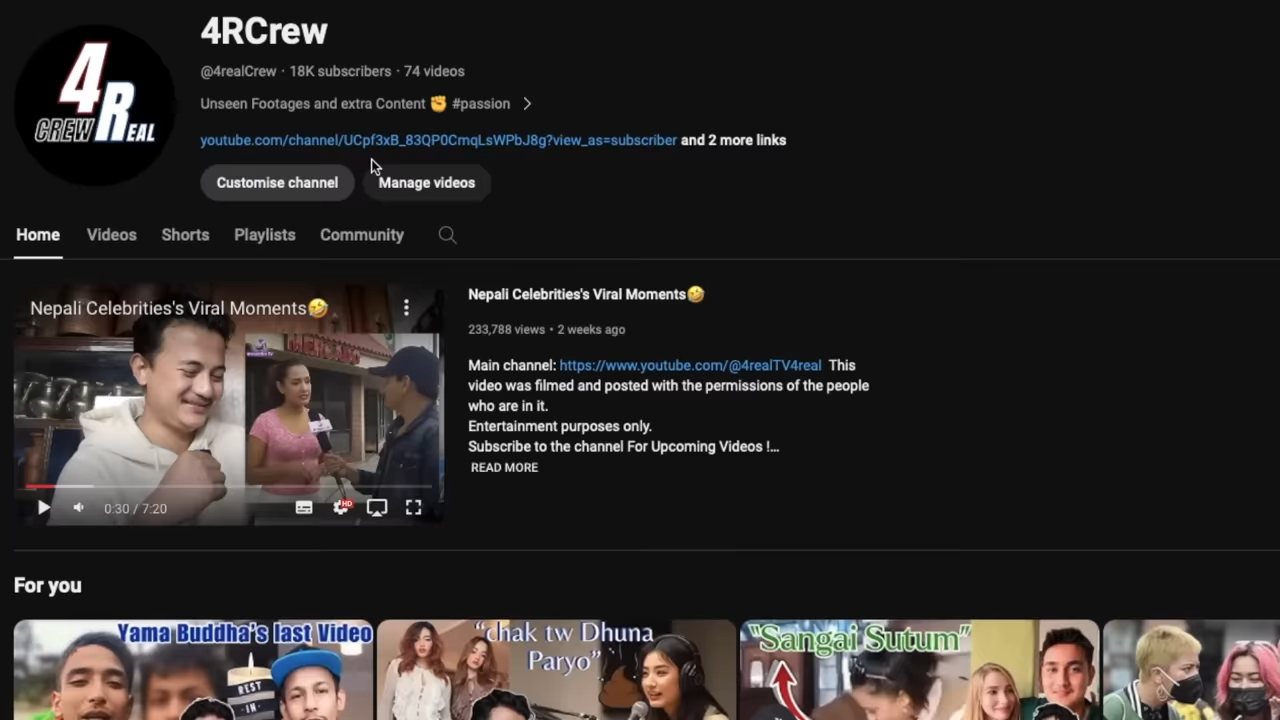 4RCrew
4
CREW REAL
@4realCrew · 18K subscribers · 74 videos
Unseen Footages and extra Content ✊ #passion
youtube.com/channel/UCpf3xB_83QP0CmqLsWPbJ8g?view_as=subscriber and 2 more links
Customise channel
Manage videos
Home
Videos
Shorts
Playlists
Community
Nepali Celebrities's Viral Moments🤣
0:30 / 7:20
HD
Nepali Celebrities's Viral Moments🤣
233,788 views • 2 weeks ago
Main channel: https://www.youtube.com/@4realTV4real This
video was filmed and posted with the permissions of the people
who are in it.
Entertainment purposes only.
Subscribe to the channel For Upcoming Videos !...
READ MORE
For you
Yama Buddha's last Video
REST
IN
"chak tw Dhuna
Paryo"
"Sangai Sutum"